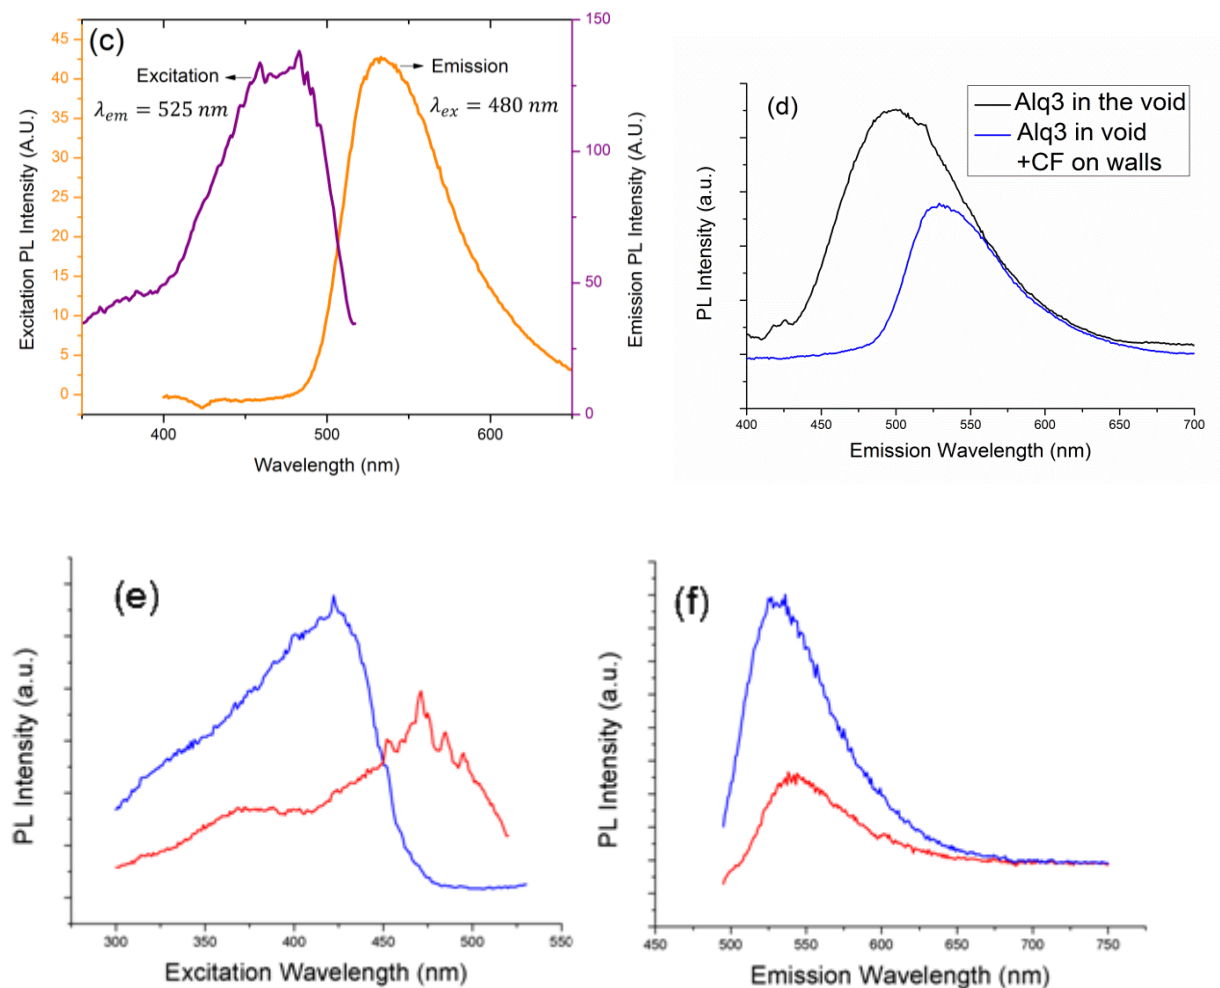 (c)
Excitation
λem = 525 nm
Emission
λex = 480 nm
45
40
35
30
25
20
15
10
5
0
150
100
50
0
400
500
600
Excitation PL Intensity (A.U.)
Emission PL Intensity (A.U.)
Wavelength (nm)
(d)
Alq3 in the void
Alq3 in void
+CF on walls
PL Intensity (a.u.)
400
450
500
550
600
650
700
Emission Wavelength (nm)
(e)
PL Intensity (a.u.)
300
350
400
450
500
550
Excitation Wavelength (nm)
(f)
PL Intensity (a.u.)
450
500
550
600
650
700
750
Emission Wavelength (nm)